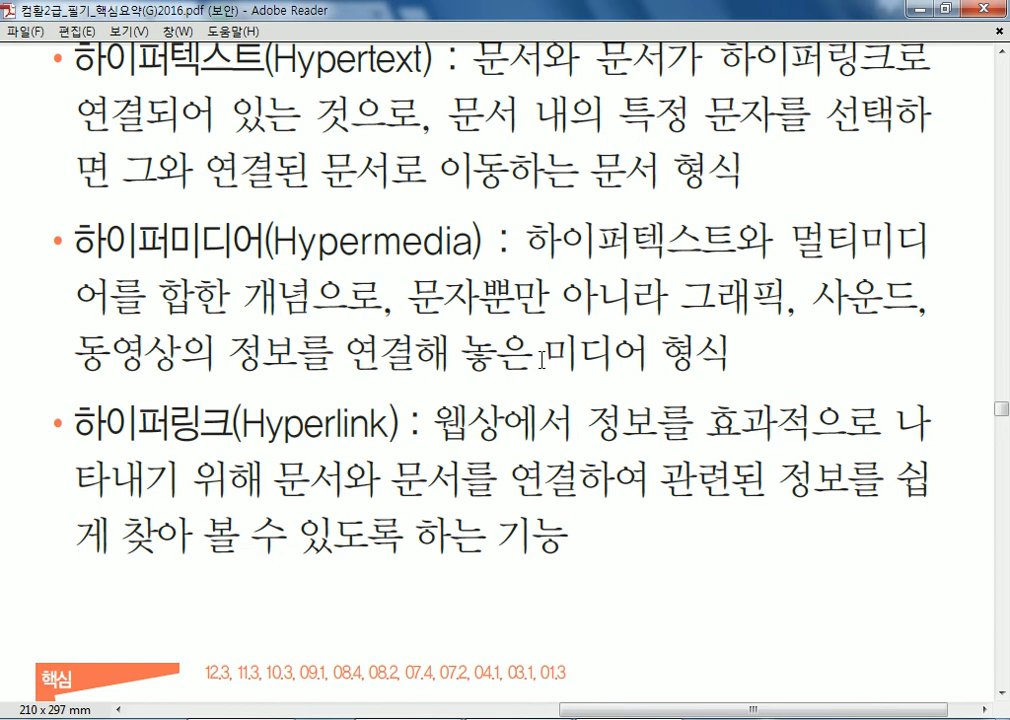 컴활2급_필기_핵심요약(G)2016.pdf (보안) - Adobe Reader
파일(F) 편집(E) 보기(V) 창(W) 도움말(H)
• 하이퍼텍스트(Hypertext) : 문서와 문서가 하이퍼링크로
연결되어 있는 것으로, 문서 내의 특정 문자를 선택하
면 그와 연결된 문서로 이동하는 문서 형식
• 하이퍼미디어(Hypermedia) : 하이퍼텍스트와 멀티미디
어를 합한 개념으로, 문자뿐만 아니라 그래픽, 사운드,
동영상의 정보를 연결해 놓은 미디어 형식
• 하이퍼링크(Hyperlink) : 웹상에서 정보를 효과적으로 나
타내기 위해 문서와 문서를 연결하여 관련된 정보를 쉽
게 찾아 볼 수 있도록 하는 기능
핵심 12.3, 11.3, 10.3, 09.1, 08.4, 08.2, 07.4, 07.2, 04.1, 03.1, 01.3
210 x 297 mm